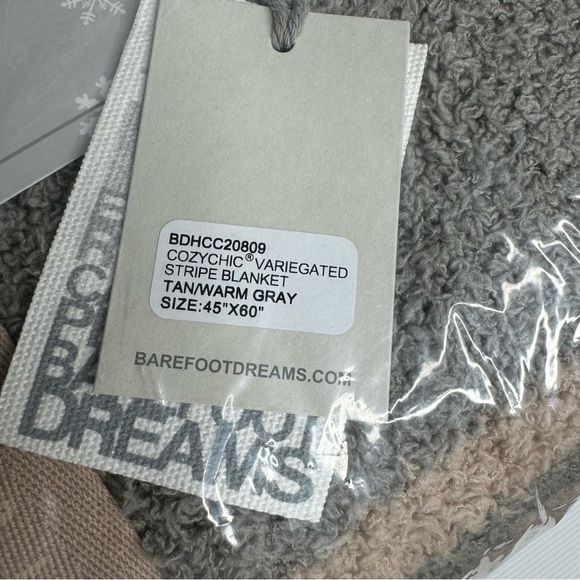 BDHCC20809
COZYCHIC® VARIEGATED
STRIPE BLANKET
TAN/WARM GRAY
SIZE:45"X60"
BAREFOOTDREAMS.COM
DREAMS